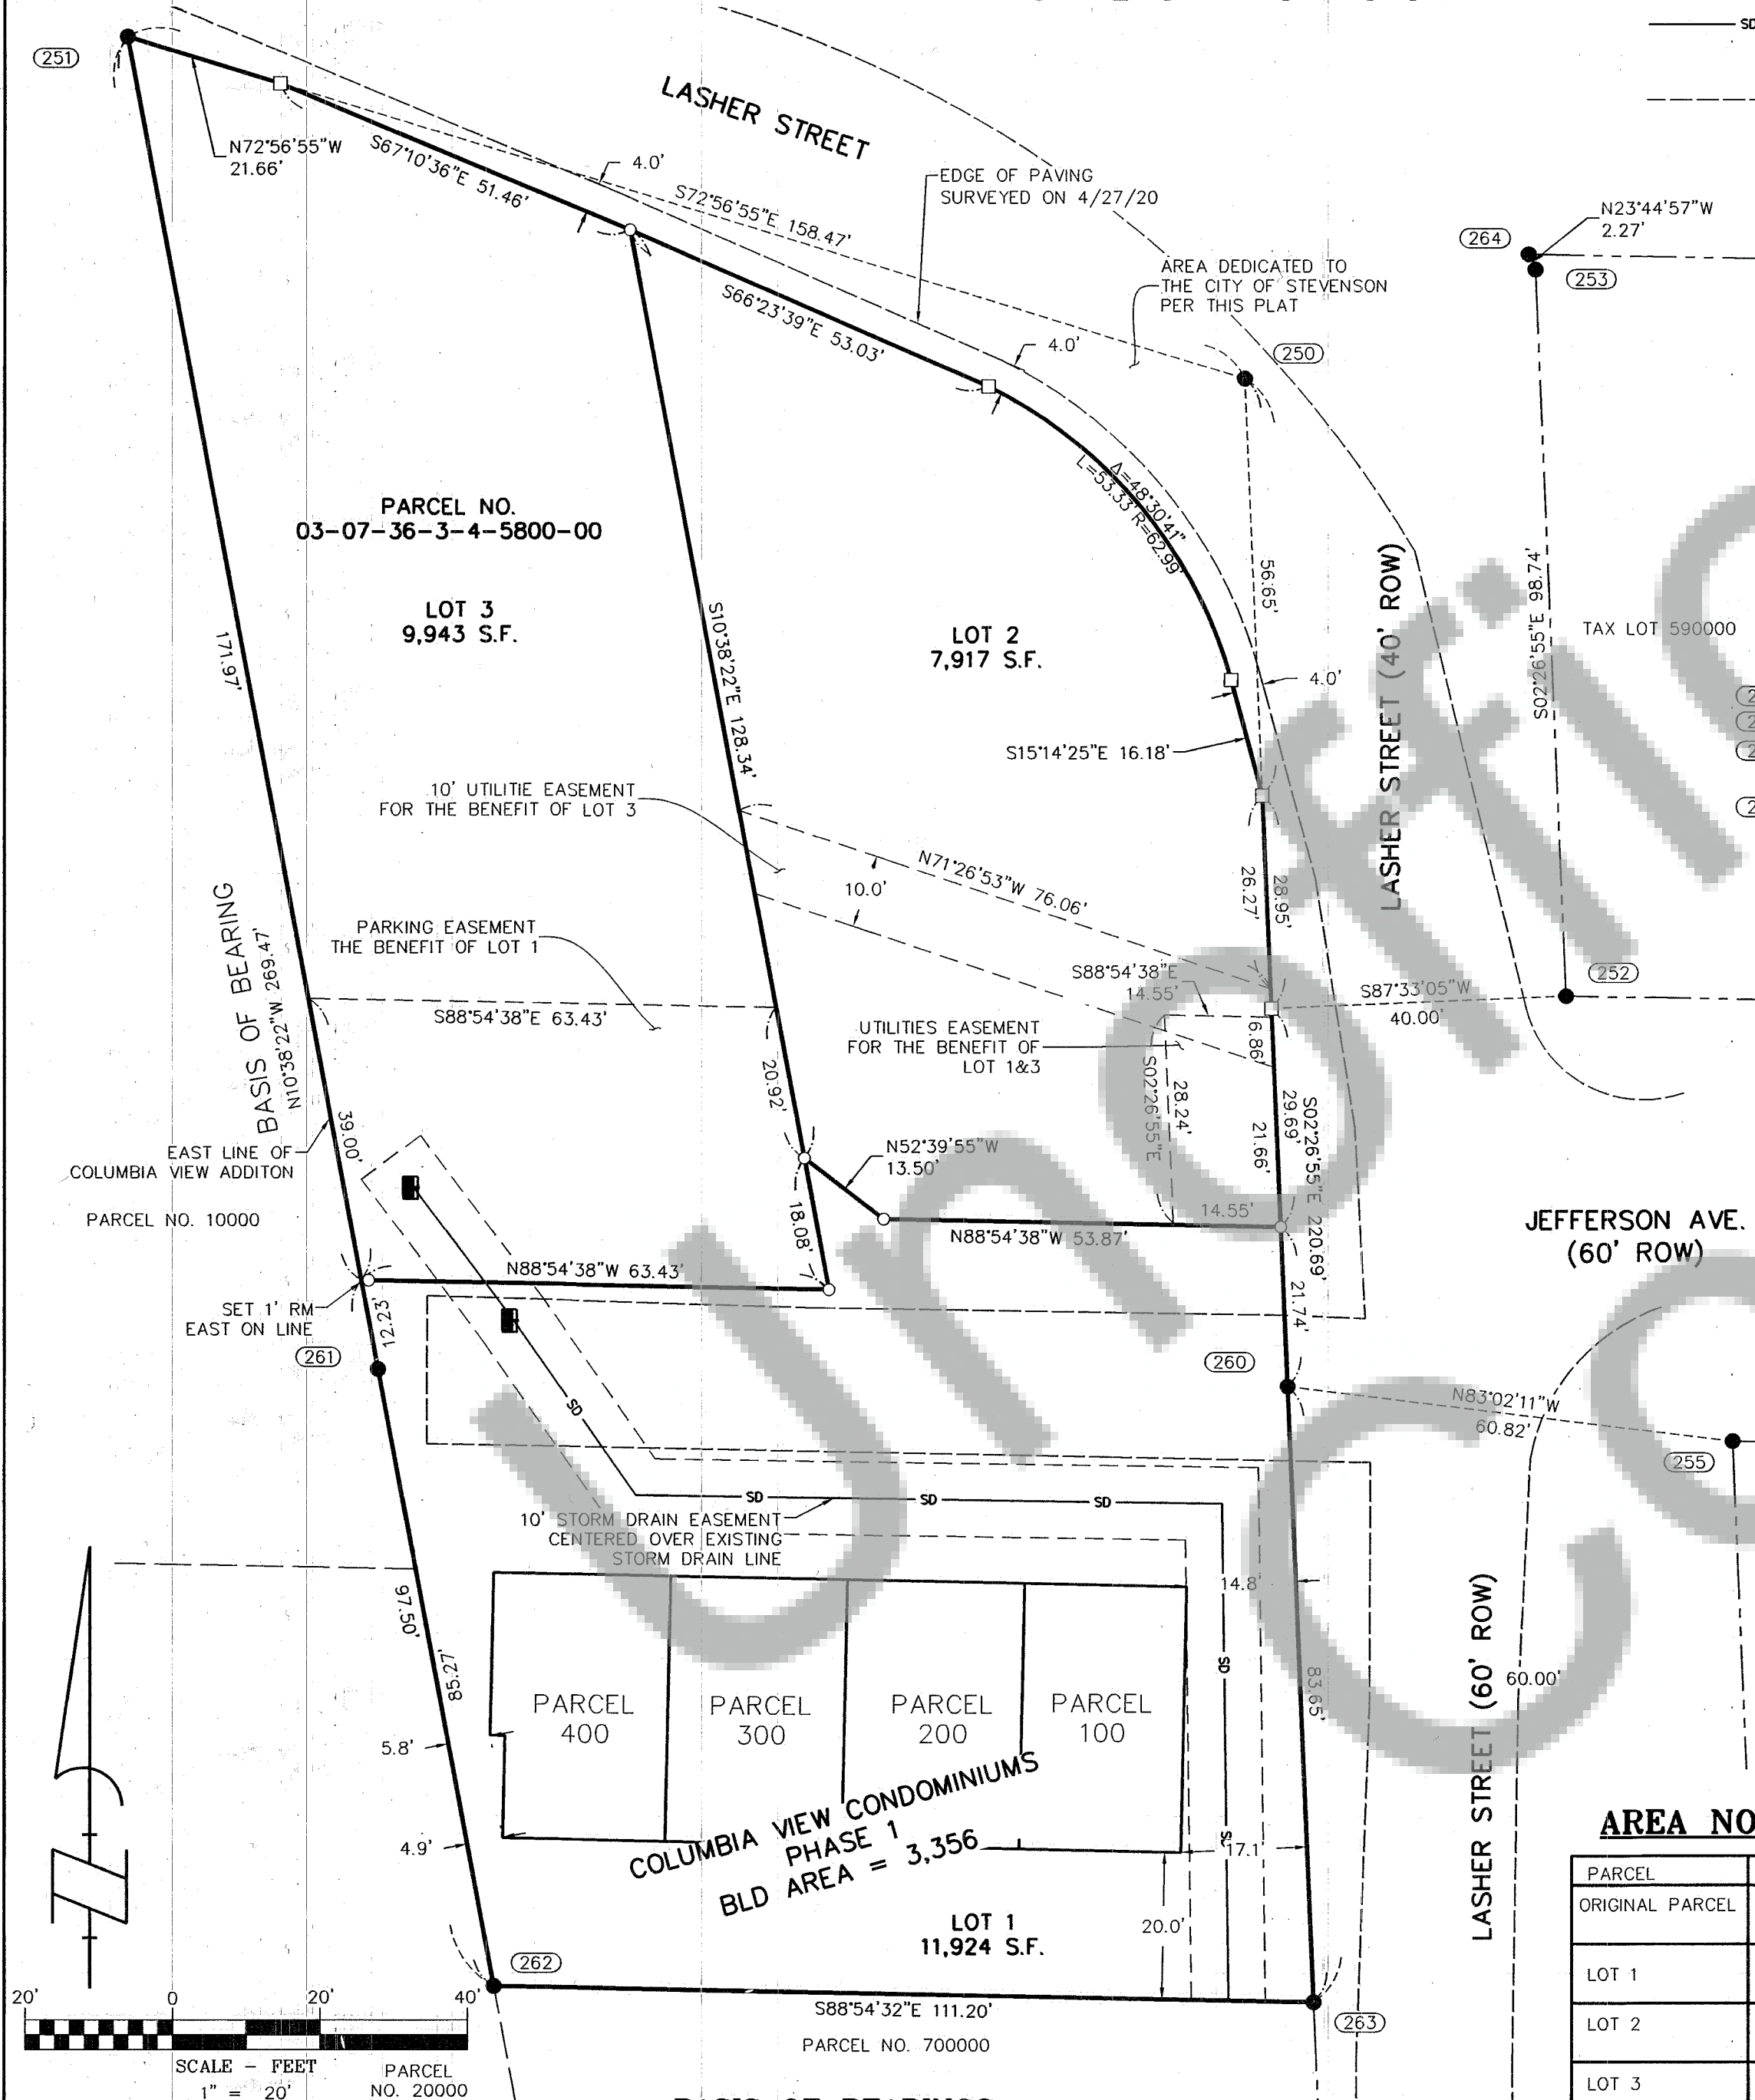 SD
251
LASHER STREET
N72°56'55"W
21.66'
S67°10'36"E 51.46'
4.0'
S72°56'55"E 158.47'
EDGE OF PAVING
SURVEYED ON 4/27/20
N23°44'57"W
2.27'
264
253
AREA DEDICATED TO
THE CITY OF STEVENSON
PER THIS PLAT
S66°23'39"E 53.03'
4.0'
250
Δ=48°30'41"
L=53.33' R=62.99'
PARCEL NO.
03-07-36-3-4-5800-00
56.65'
LASHER STREET (40' ROW)
S02°26'55"E 98.74'
LOT 3
9,943 S.F.
LOT 2
7,917 S.F.
TAX LOT 590000
171.97'
S10°38'22"E 128.34'
4.0'
S15°14'25"E 16.18'
10' UTILITIE EASEMENT
FOR THE BENEFIT OF LOT 3
N71°26'53"W 76.06'
10.0'
26.27'
28.95'
PARKING EASEMENT
THE BENEFIT OF LOT 1
BASIS OF BEARING
N10°38'22"W 269.47'
S88°54'38"E
14.55'
252
S87°33'05"W
40.00'
S88°54'38"E 63.43'
UTILITIES EASEMENT
FOR THE BENEFIT OF
LOT 1&3
6.86'
20.92'
28.24'
S02°26'55"E
29.69'
S02°26'55"E 220.69'
21.66'
39.00'
EAST LINE OF
COLUMBIA VIEW ADDITON
N52°39'55"W
13.50'
PARCEL NO. 10000
18.08'
14.55'
N88°54'38"W 53.87'
JEFFERSON AVE.
(60' ROW)
N88°54'38"W 63.43'
SET 1' RM
EAST ON LINE
12.23'
21.74'
261
260
N83°02'11"W
60.82'
255
SD
SD
SD
SD
10' STORM DRAIN EASEMENT
CENTERED OVER EXISTING
STORM DRAIN LINE
14.8'
97.50'
85.27'
SD
83.65'
LASHER STREET (60' ROW)
60.00'
PARCEL
400
PARCEL
300
PARCEL
200
PARCEL
100
5.8'
4.9'
COLUMBIA VIEW CONDOMINIUMS
PHASE 1
BLD AREA = 3,356
SD
17.1'
AREA NO
PARCEL
ORIGINAL PARCEL
LOT 1
LOT 2
LOT 3
LOT 1
11,924 S.F.
20.0'
262
S88°54'32"E 111.20'
263
PARCEL NO. 700000
20' 0 20' 40'
SCALE - FEET
1" = 20'
PARCEL
NO. 20000
Unoffic